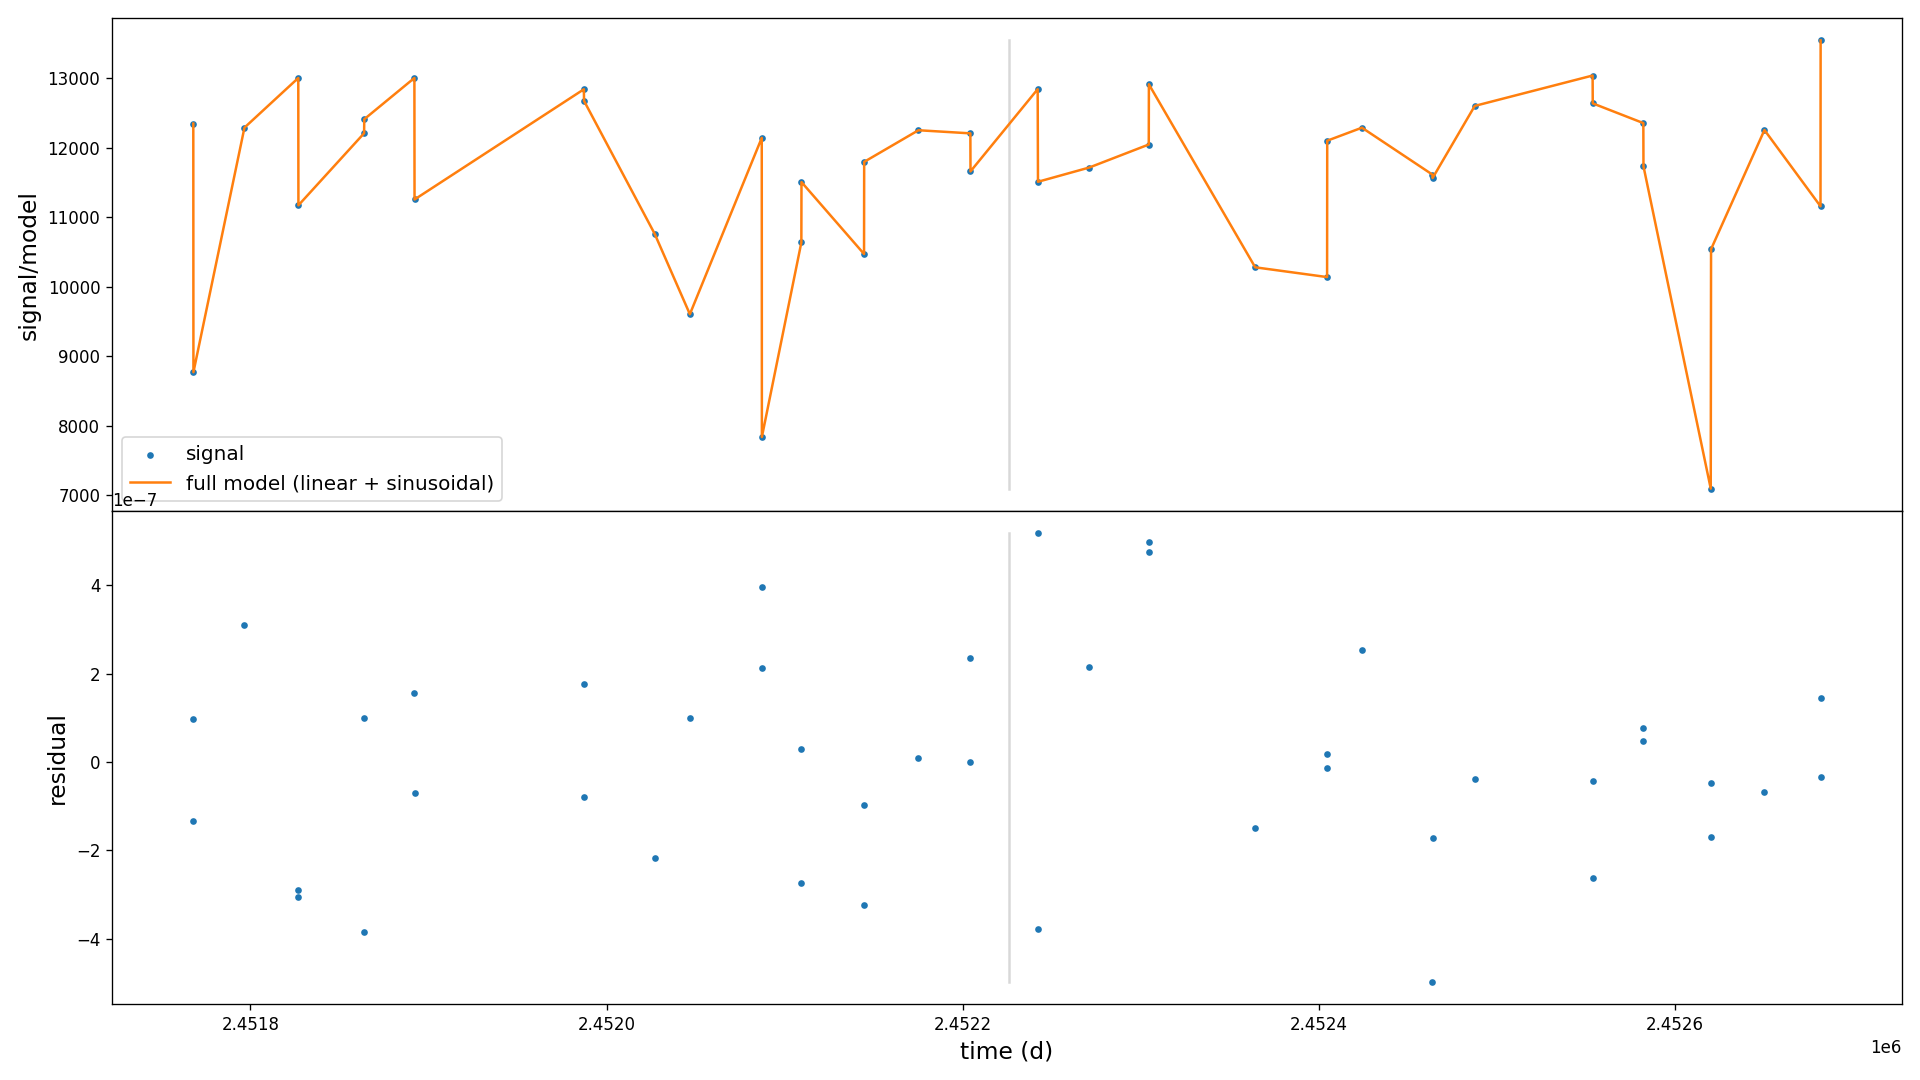 13000
12000
11000
10000
9000
8000
7000
signal/model
signal
full model (linear + sinusoidal)
1e−7
4
2
0
−2
−4
residual
2.4518
2.4520
2.4522
2.4524
2.4526
time (d)
1e6